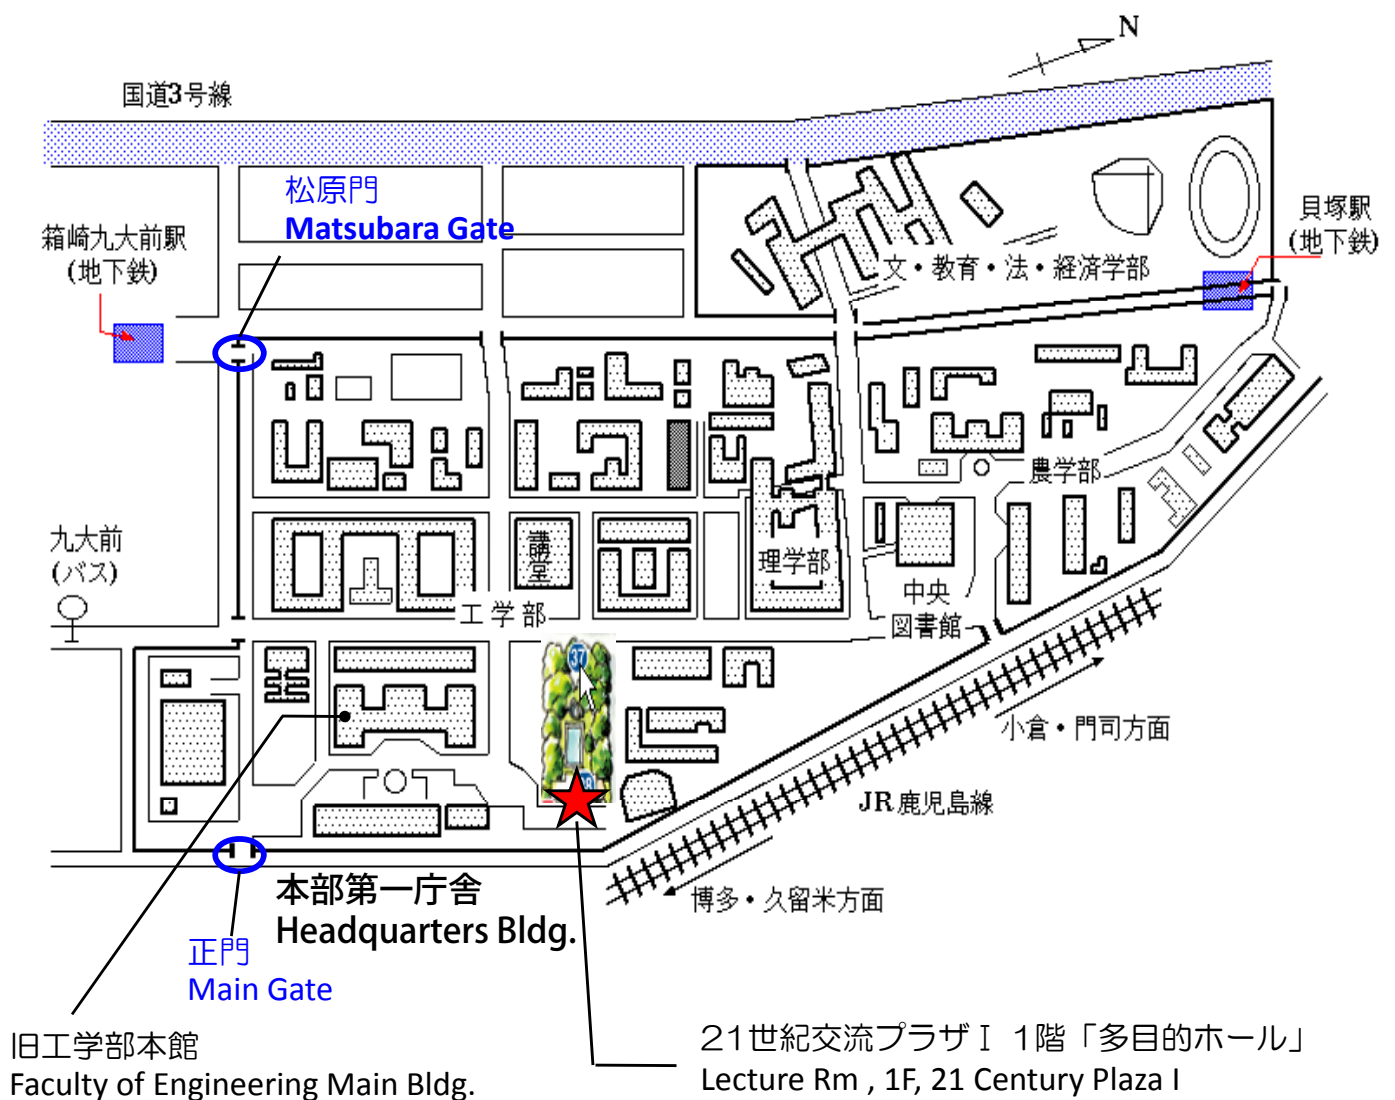 N
国道3号線
松原門
Matsubara Gate
箱崎九大前駅
(地下鉄)
貝塚駅
(地下鉄)
文・教育・法・経済学部
農学部
九大前
(バス)
講堂
理学部
中央
図書館
工学部
37
小倉・門司方面
JR鹿児島線
博多・久留米方面
本部第一庁舎
Headquarters Bldg.
正門
Main Gate
旧工学部本館
Faculty of Engineering Main Bldg.
21世紀交流プラザⅠ 1階「多目的ホール」
Lecture Rm , 1F, 21 Century Plaza I